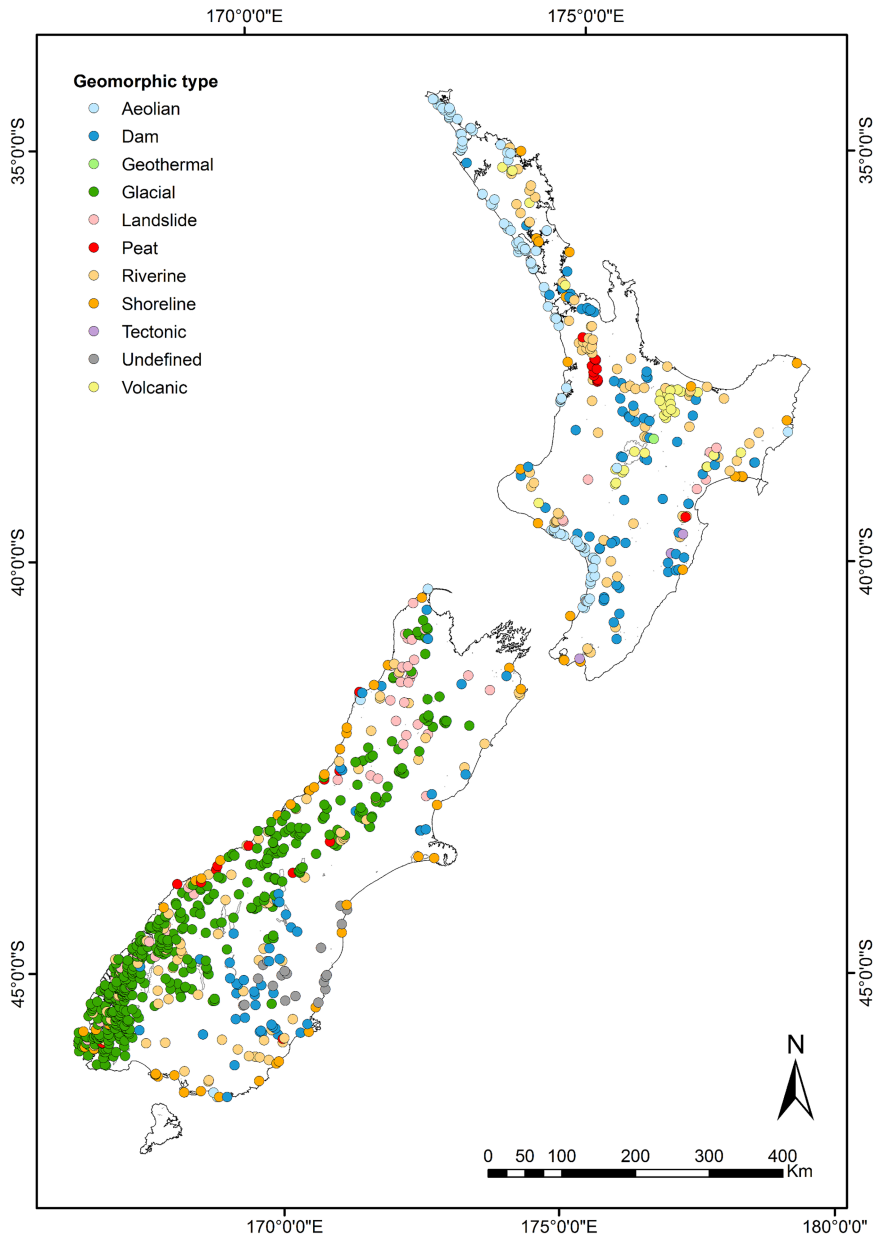 170°0'0"E 175°0'0"E
Geomorphic type
Aeolian
Dam
Geothermal
Glacial
Landslide
Peat
Riverine
Shoreline
Tectonic
Undefined
Volcanic
35°0'0"S 35°0'0"S
40°0'0"S 40°0'0"S
45°0'0"S 45°0'0"S
N
0 50 100 200 300 400
Km
170°0'0"E 175°0'0"E 180°0'0"E